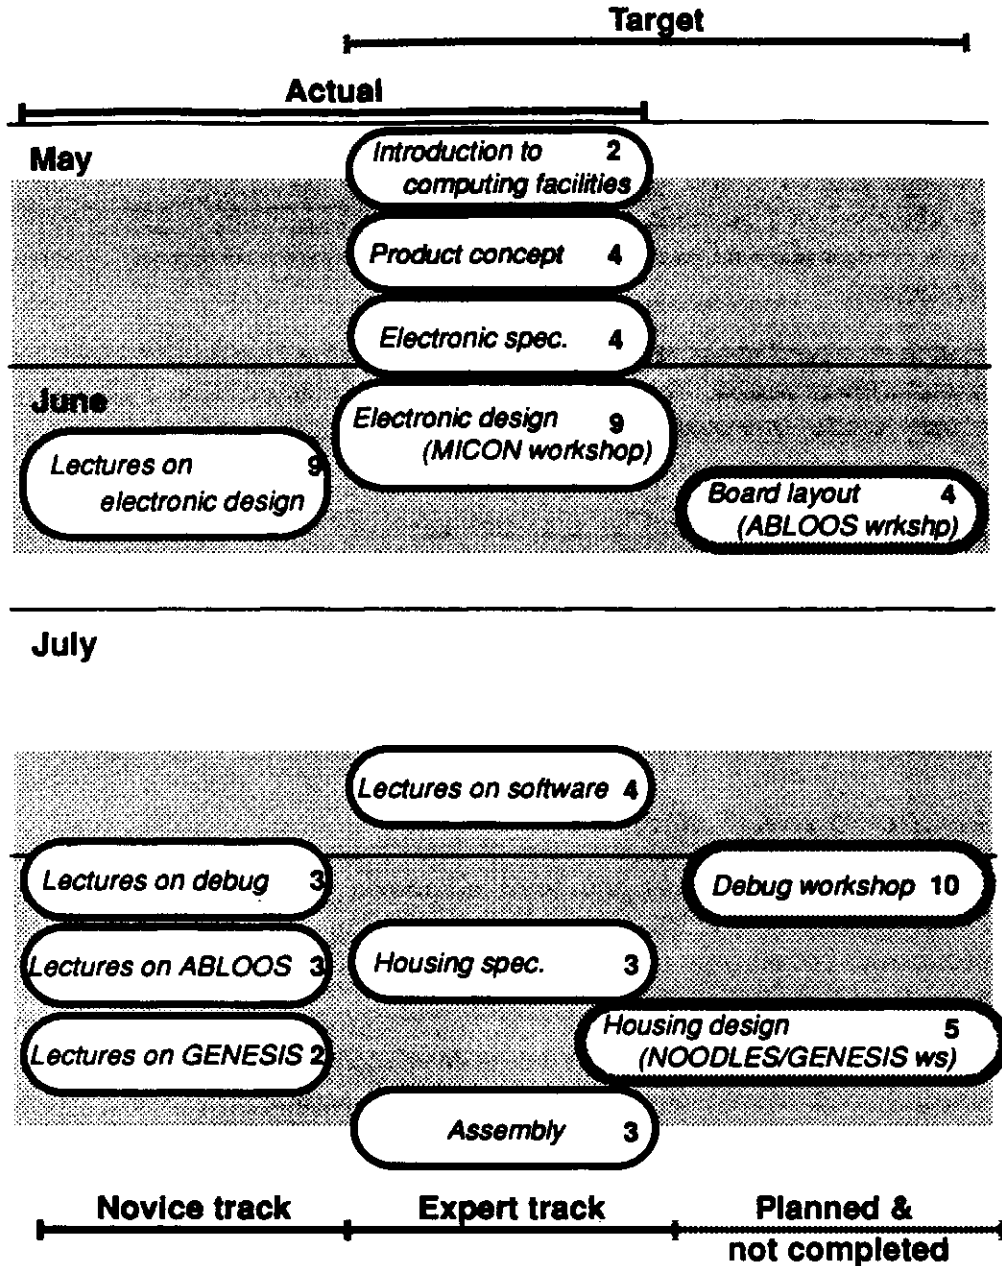 Target
Actual
May
Introduction to 2
computing facilities
Product concept 4
Electronic spec. 4
June
Electronic design 9
(MICON workshop)
Lectures on 9
electronic design
Board layout 4
(ABLOOS wrkshp)
July
Lectures on software 4
Lectures on debug 3
Debug workshop 10
Lectures on ABLOOS 3
Housing spec. 3
Housing design 5
(NOODLES/GENESIS ws)
Lectures on GENESIS 2
Assembly 3
Novice track
Expert track
Planned &
not completed